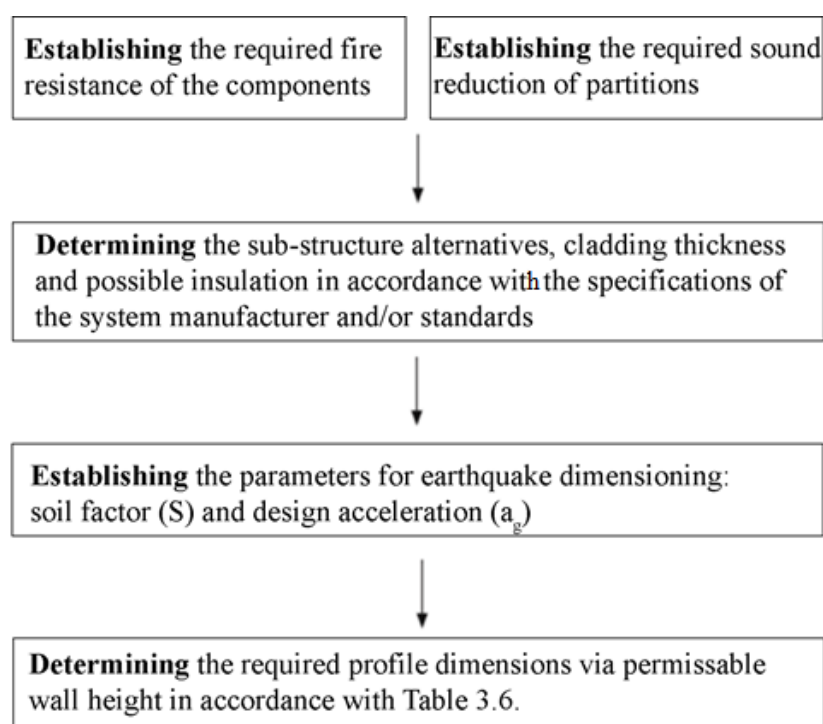 Establishing the required fire
resistance of the components
Establishing the required sound
reduction of partitions
Determining the sub-structure alternatives, cladding thickness
and possible insulation in accordance with the specifications of
the system manufacturer and/or standards
Establishing the parameters for earthquake dimensioning:
soil factor (S) and design acceleration (ag)
Determining the required profile dimensions via permissable
wall height in accordance with Table 3.6.